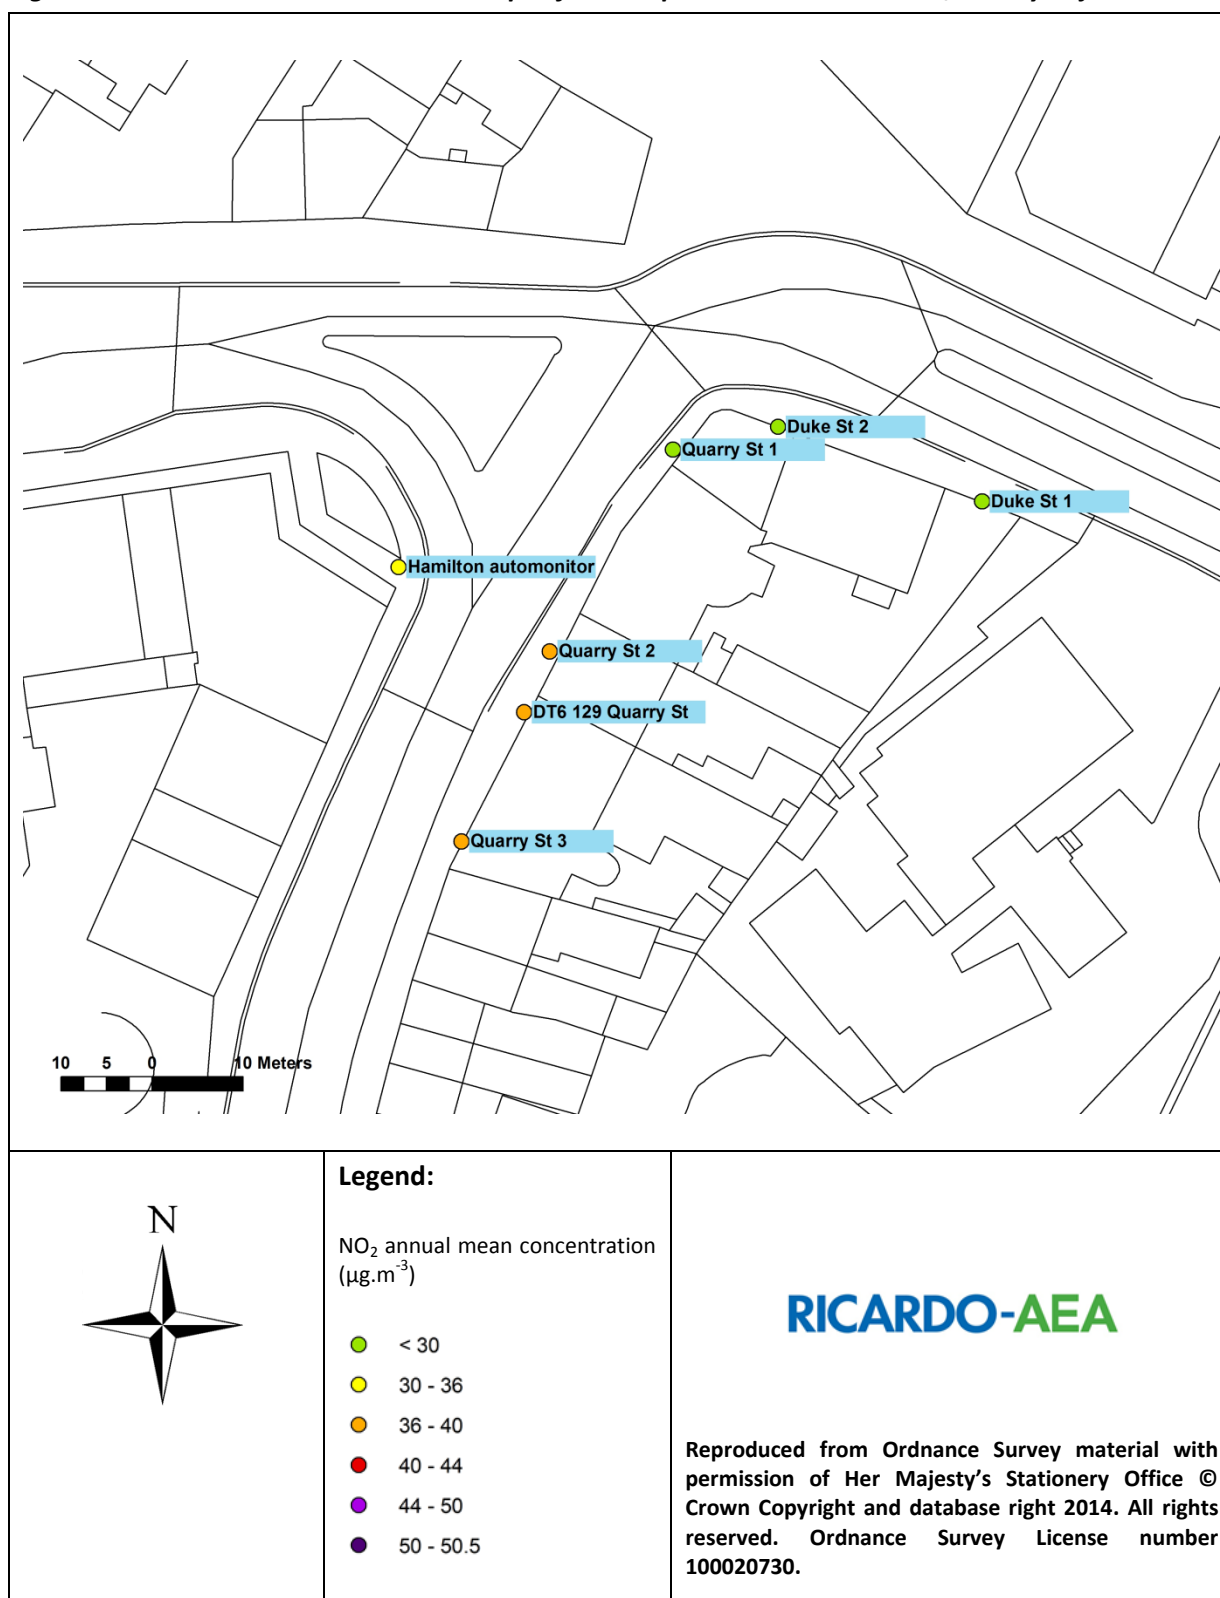 Duke St 2
Quarry St 1
Duke St 1
Hamilton automonitor
Quarry St 2
DT6 129 Quarry St
Quarry St 3
10 5 0 10 Meters
N
Legend:
NO₂ annual mean concentration
(µg.m⁻³)
< 30
30 - 36
36 - 40
40 - 44
44 - 50
50 - 50.5
RICARDO-AEA
Reproduced from Ordnance Survey material with
permission of Her Majesty’s Stationery Office ©
Crown Copyright and database right 2014. All rights
reserved. Ordnance Survey License number
100020730.